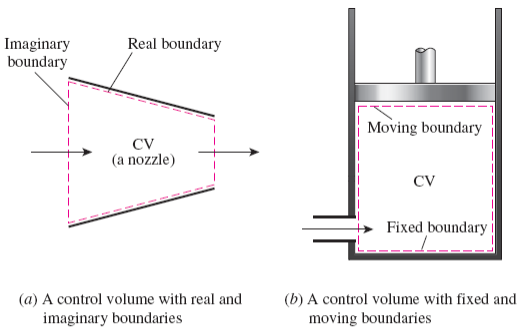 Imaginary
boundary
Real boundary
CV
(a nozzle)
(a) A control volume with real and
imaginary boundaries
Moving boundary
CV
Fixed boundary
(b) A control volume with fixed and
moving boundaries